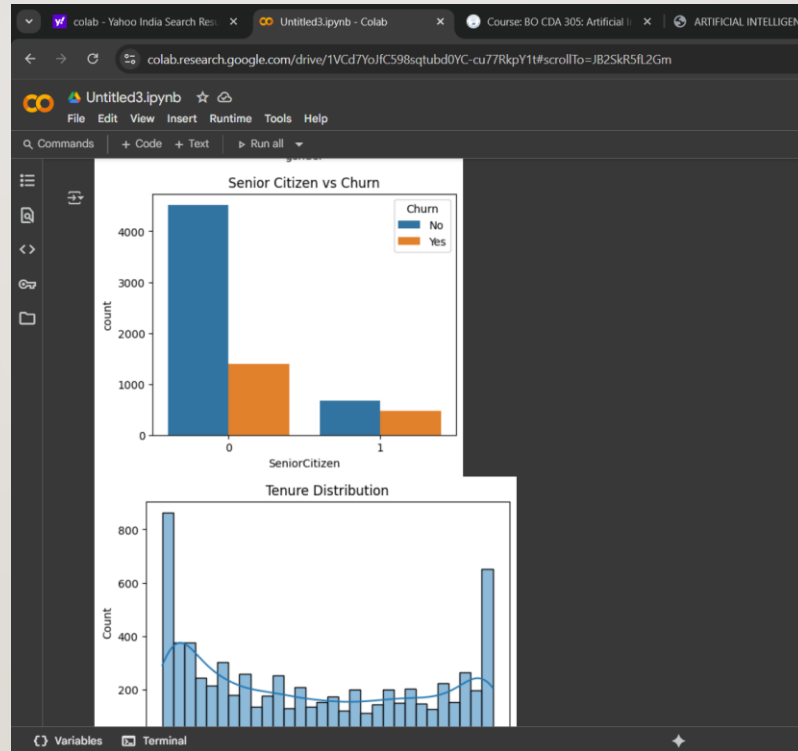 colab - Yahoo India Search Resu
Untitled3.ipynb - Colab
Course: BO CDA 305: Artificial I
ARTIFICIAL INTELLIGEN
colab.research.google.com/drive/1VCd7YoJfC598sqtubd0YC-cu77RkpY1t#scrollTo=JB2SkR5fL2Gm
Untitled3.ipynb
File Edit View Insert Runtime Tools Help
Commands + Code + Text Run all
gender
Senior Citizen vs Churn
Churn
No
Yes
4000
3000
2000
1000
0
count
0 1
SeniorCitizen
Tenure Distribution
800
600
400
200
Count
Variables Terminal